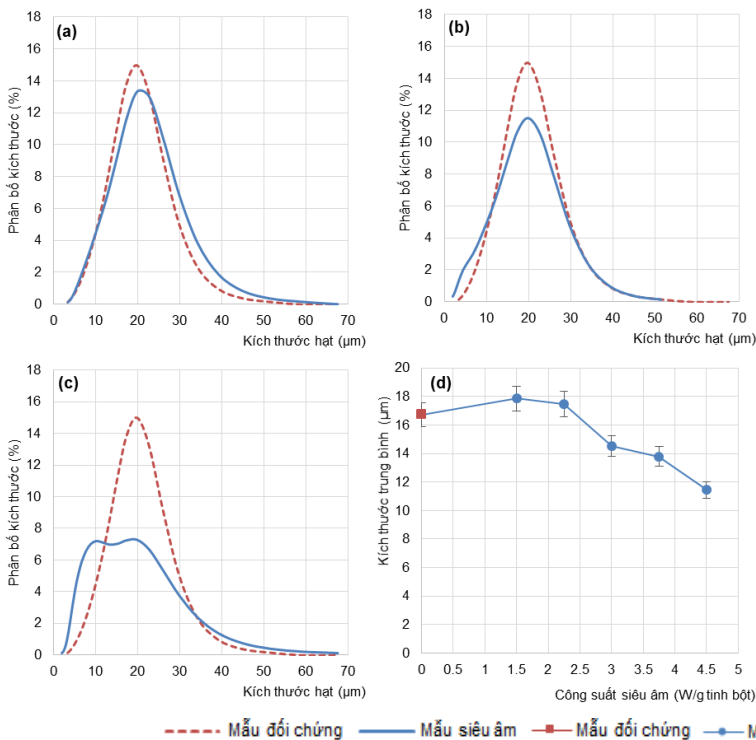 (a)
Phân bố kích thước (%)
18
16
14
12
10
8
6
4
2
0
0 10 20 30 40 50 60 70
Kích thước hạt (µm)
(b)
Phân bố kích thước (%)
18
16
14
12
10
8
6
4
2
0
0 10 20 30 40 50 60 70
Kích thước hạt (µm)
(c)
Phân bố kích thước (%)
18
16
14
12
10
8
6
4
2
0
0 10 20 30 40 50 60 70
Kích thước hạt (µm)
(d)
Kích thước trung bình (µm)
20
18
16
14
12
10
8
6
4
2
0
0 0.5 1 1.5 2 2.5 3 3.5 4 4.5 5
Công suất siêu âm (W/g tinh bột)
Mẫu đối chứng Mẫu siêu âm Mẫu đối chứng